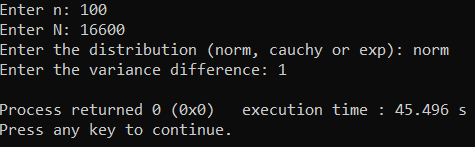 Enter n: 100
Enter N: 16600
Enter the distribution (norm, cauchy or exp): norm
Enter the variance difference: 1
Process returned 0 (0x0)   execution time : 45.496 s
Press any key to continue.